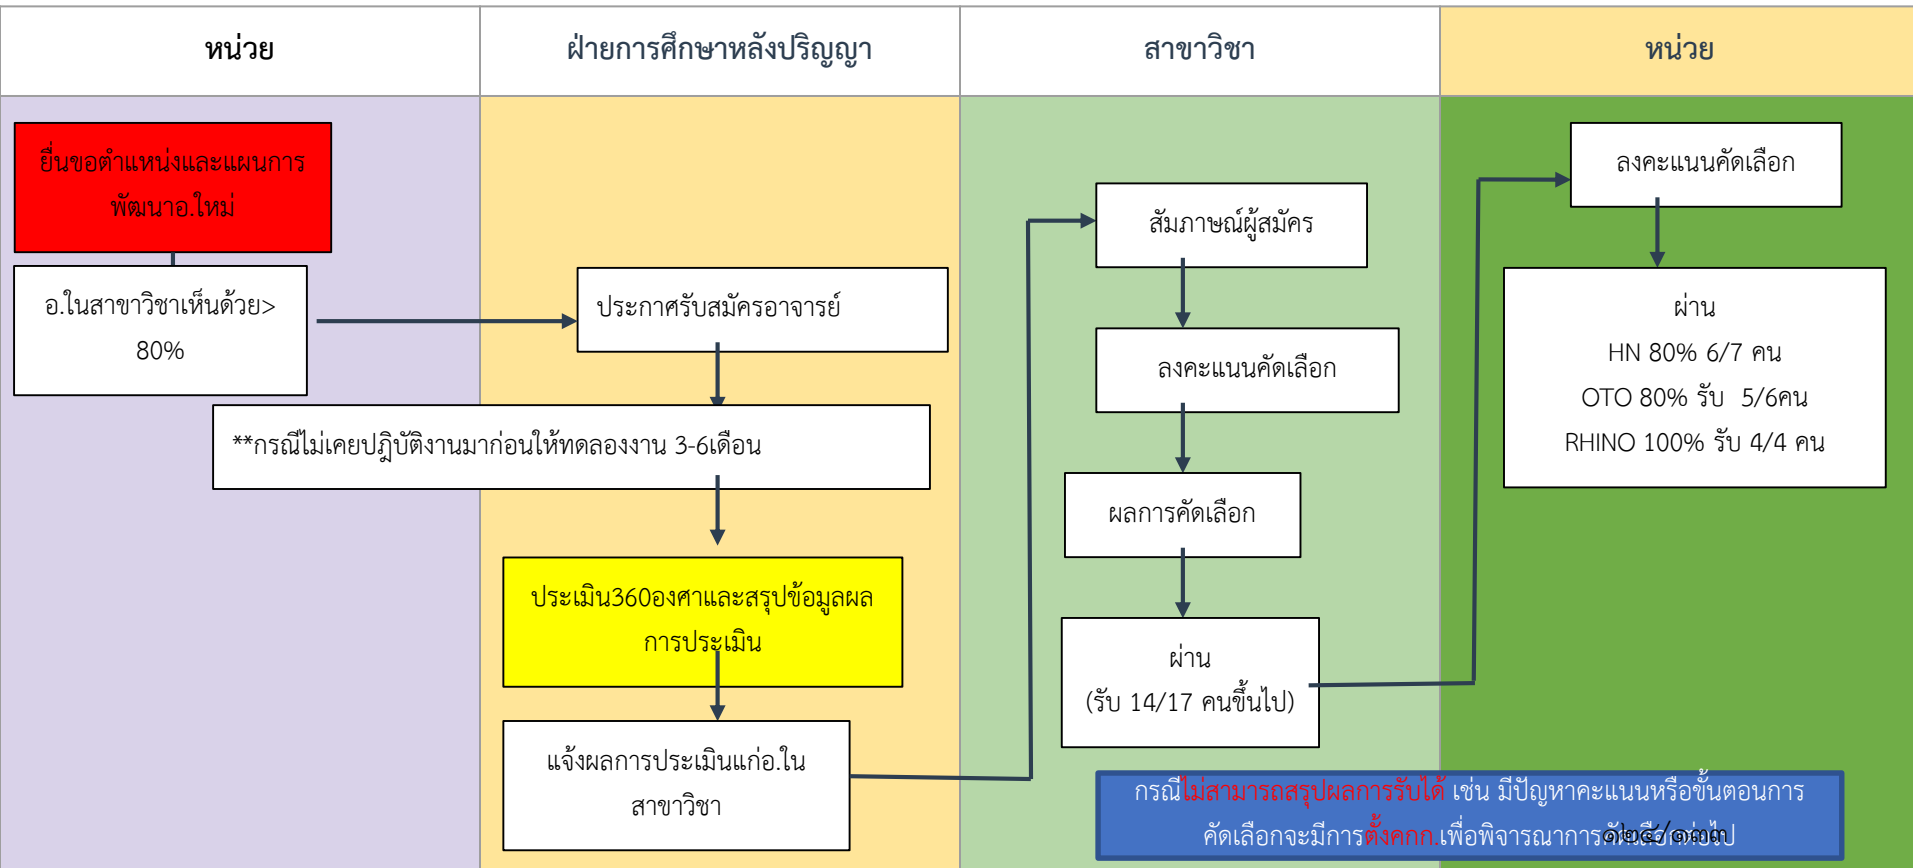 หน่วย
ฝ่ายการศึกษาหลังปริญญา
สาขาวิชา
หน่วย
ยื่นขอตำแหน่งและแผนการ
พัฒนาอ.ใหม่
อ.ในสาขาวิชาเห็นด้วย>
80%
ประกาศรับสมัครอาจารย์
**กรณีไม่เคยปฎิบัติงานมาก่อนให้ทดลองงาน 3-6เดือน
ประเมิน360องศาและสรุปข้อมูลผล
การประเมิน
แจ้งผลการประเมินแก่อ.ใน
สาขาวิชา
สัมภาษณ์ผู้สมัคร
ลงคะแนนคัดเลือก
ผลการคัดเลือก
ผ่าน
(รับ 14/17 คนขึ้นไป)
ลงคะแนนคัดเลือก
ผ่าน
HN 80% 6/7 คน
OTO 80% รับ 5/6คน
RHINO 100% รับ 4/4 คน
กรณีไม่สามารถสรุปผลการรับได้ เช่น มีปัญหาคะแนนหรือขั้นตอนการ
คัดเลือกจะมีการตั้งคกก.เพื่อพิจารณาการคัดเลือกต่อไป
๑๒๔/๑๓๓